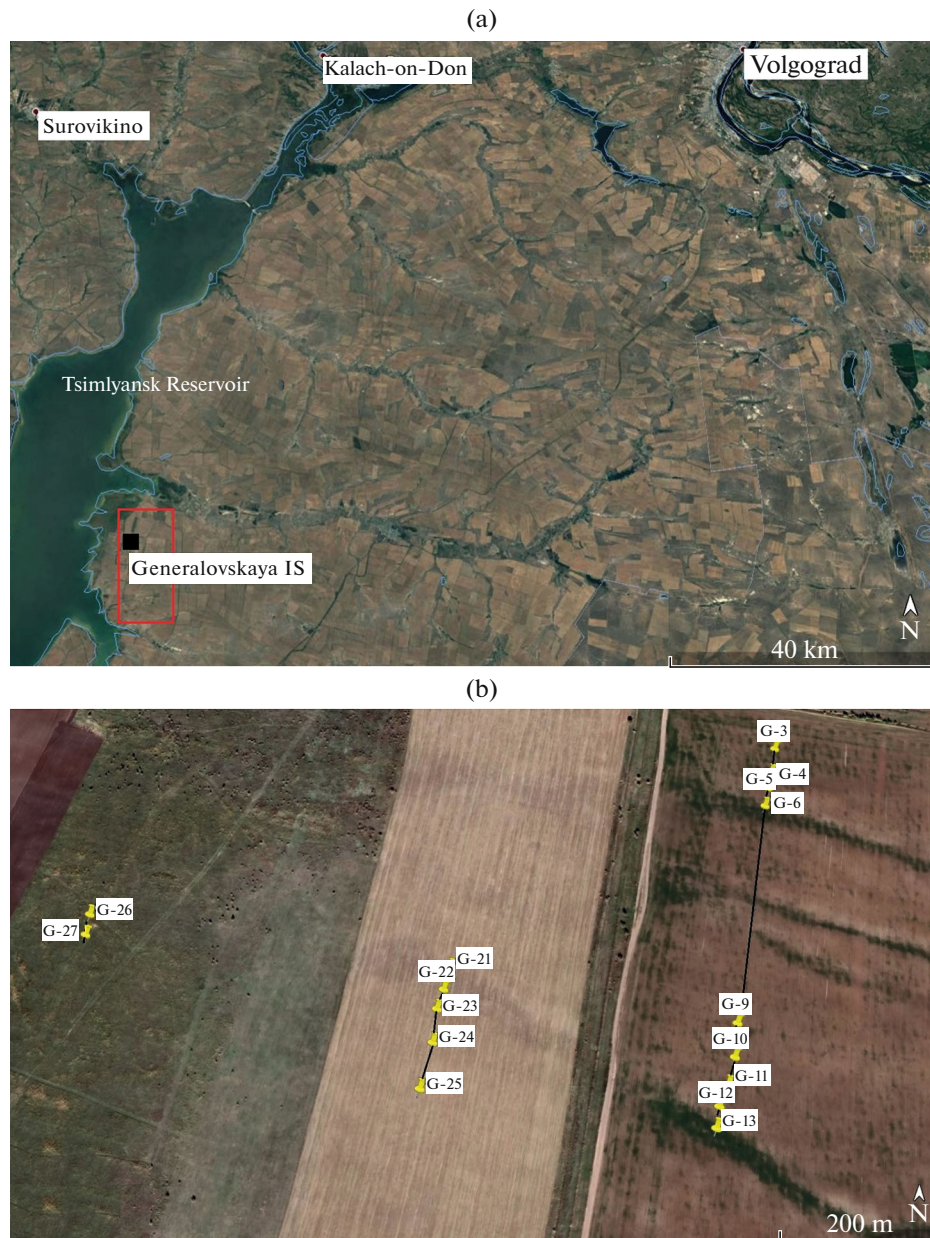 (a)
Kalach-on-Don
Volgograd
Surovikino
Tsimlyansk Reservoir
Generalovskaya IS
N
40 km
(b)
G-3
G-4
G-5
G-6
G-26
G-27
G-21
G-22
G-23
G-24
G-25
G-9
G-10
G-11
G-12
G-13
N
200 m